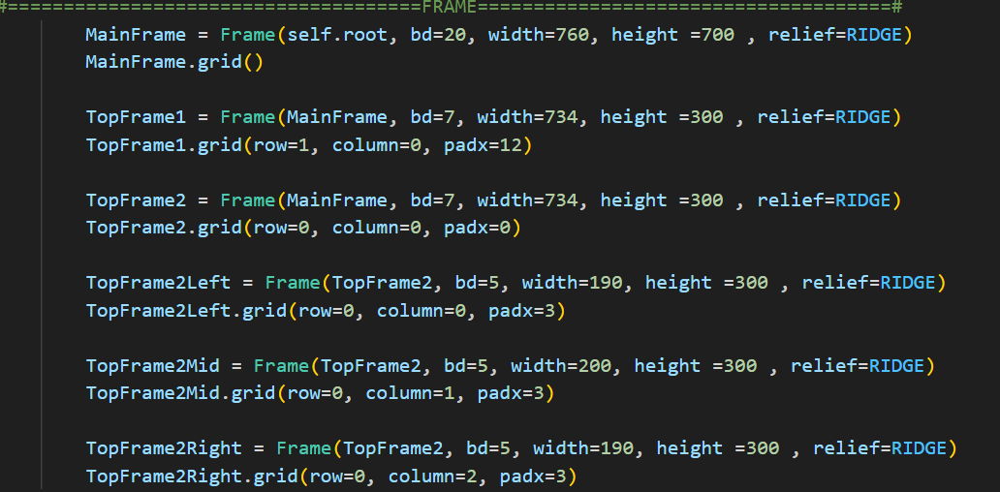 #=====================================FRAME=====================================#
MainFrame = Frame(self.root, bd=20, width=760, height =700 , relief=RIDGE)
MainFrame.grid()
TopFrame1 = Frame(MainFrame, bd=7, width=734, height =300 , relief=RIDGE)
TopFrame1.grid(row=1, column=0, padx=12)
TopFrame2 = Frame(MainFrame, bd=7, width=734, height =300 , relief=RIDGE)
TopFrame2.grid(row=0, column=0, padx=0)
TopFrame2Left = Frame(TopFrame2, bd=5, width=190, height =300 , relief=RIDGE)
TopFrame2Left.grid(row=0, column=0, padx=3)
TopFrame2Mid = Frame(TopFrame2, bd=5, width=200, height =300 , relief=RIDGE)
TopFrame2Mid.grid(row=0, column=1, padx=3)
TopFrame2Right = Frame(TopFrame2, bd=5, width=190, height =300 , relief=RIDGE)
TopFrame2Right.grid(row=0, column=2, padx=3)